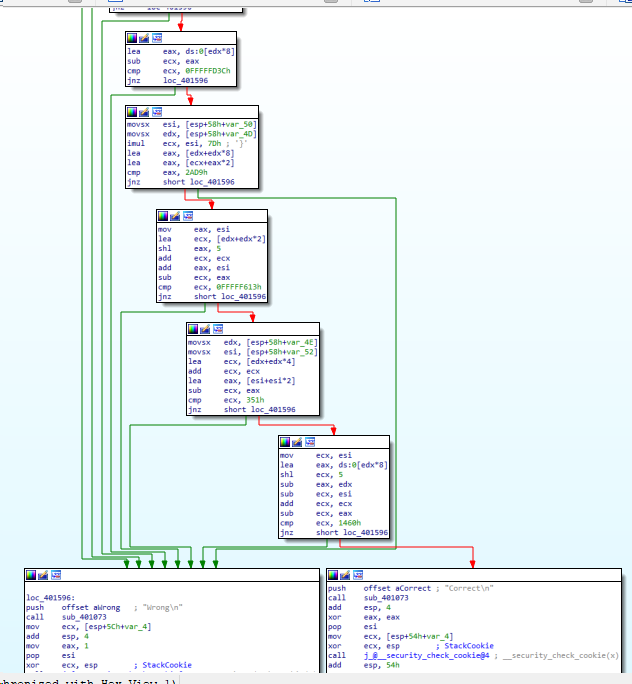 jnz     loc_401596
lea     eax, ds:0[edx*8]
sub     ecx, eax
cmp     ecx, 0FFFFFD3Ch
jnz     loc_401596
movsx   esi, [esp+58h+var_50]
movsx   edx, [esp+58h+var_4D]
imul    ecx, esi, 7Dh ; '}'
lea     eax, [edx+edx*8]
lea     eax, [ecx+eax*2]
cmp     eax, 2AD9h
jnz     short loc_401596
mov     eax, esi
lea     ecx, [edx+edx*2]
shl     eax, 5
add     ecx, ecx
add     eax, esi
sub     ecx, eax
cmp     ecx, 0FFFFF613h
jnz     short loc_401596
movsx   edx, [esp+58h+var_4E]
movsx   esi, [esp+58h+var_52]
lea     ecx, [edx+edx*4]
add     ecx, ecx
lea     eax, [esi+esi*2]
sub     ecx, eax
cmp     ecx, 351h
jnz     short loc_401596
mov     ecx, esi
lea     eax, ds:0[edx*8]
shl     ecx, 5
sub     eax, edx
sub     ecx, esi
add     ecx, ecx
sub     ecx, eax
cmp     ecx, 1460h
jnz     short loc_401596
loc_401596:
push    offset aWrong   ; "Wrong\n"
call    sub_401073
mov     ecx, [esp+5Ch+var_4]
add     esp, 4
mov     eax, 1
pop     esi
xor     ecx, esp        ; StackCookie
push    offset aCorrect ; "Correct\n"
call    sub_401073
add     esp, 4
xor     eax, eax
pop     esi
mov     ecx, [esp+54h+var_4]
xor     ecx, esp        ; StackCookie
call    j_@__security_check_cookie@4 ; __security_check_cookie(x)
add     esp, 54h